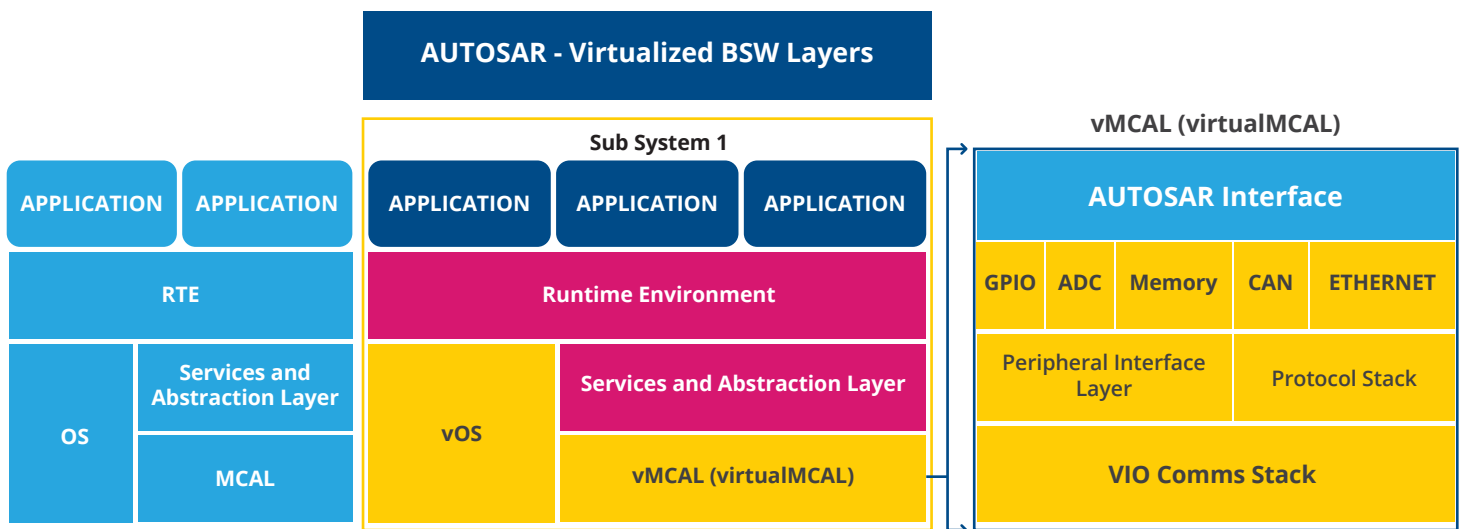 AUTOSAR - Virtualized BSW Layers
Sub System 1
vMCAL (virtualMCAL)
APPLICATION
APPLICATION
APPLICATION
APPLICATION
APPLICATION
RTE
OS
Services and
Abstraction Layer
MCAL
Runtime Environment
vOS
Services and Abstraction Layer
vMCAL (virtualMCAL)
AUTOSAR Interface
GPIO
ADC
Memory
CAN
ETHERNET
Peripheral Interface
Layer
Protocol Stack
VIO Comms Stack